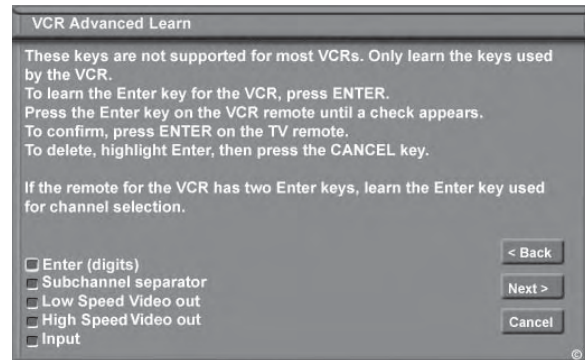 VCR Advanced Learn
These keys are not supported for most VCRs. Only learn the keys used
by the VCR.
To learn the Enter key for the VCR, press ENTER.
Press the Enter key on the VCR remote until a check appears.
To confirm, press ENTER on the TV remote.
To delete, highlight Enter, then press the CANCEL key.
If the remote for the VCR has two Enter keys, learn the Enter key used
for channel selection.
Enter (digits)
Subchannel separator
Low Speed Video out
High Speed Video out
Input
< Back
Next >
Cancel
©